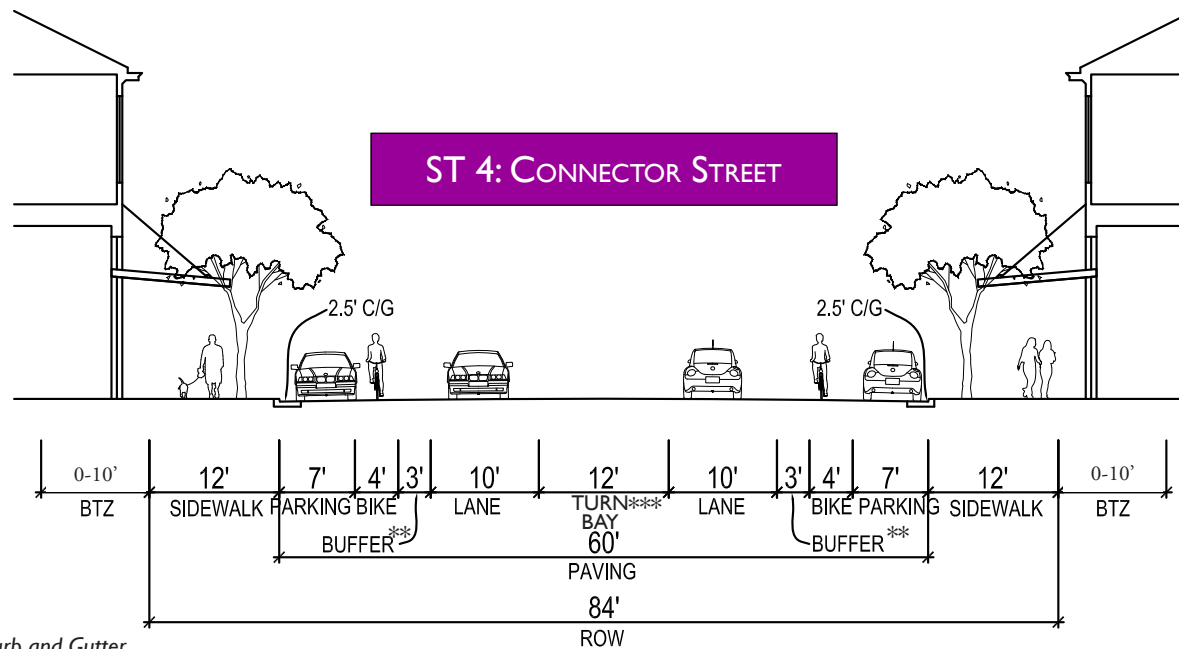 ST 4: CONNECTOR STREET
2.5' C/G 2.5' C/G
0-10' 12' 7' 4' 3' 10' 12' 10' 3' 4' 7' 12' 0-10'
BTZ SIDEWALK PARKING BIKE LANE TURN*** LANE BIKE PARKING SIDEWALK BTZ
BAY
BUFFER** BUFFER**
60'
PAVING
84'
ROW
and Gutter